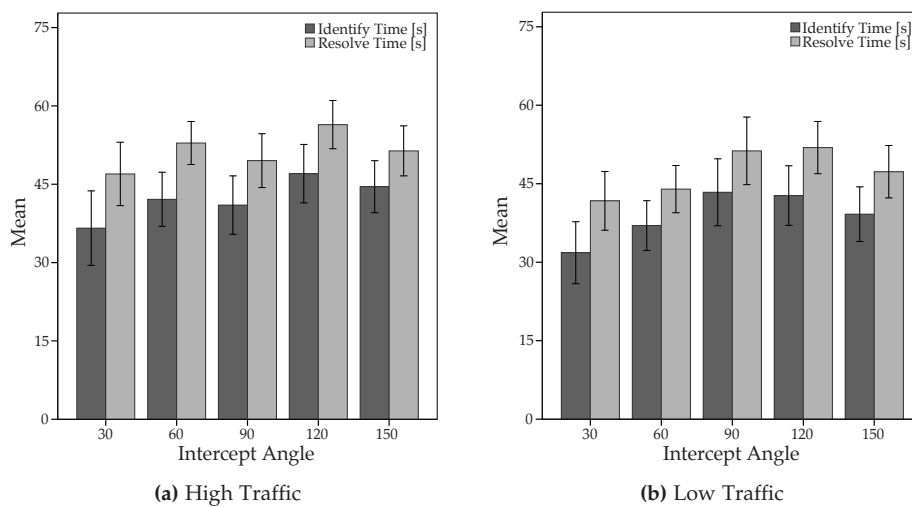 75
60
45
30
15
0
Mean
Identify Time [s]
Resolve Time [s]
30 60 90 120 150
Intercept Angle
(a) High Traffic
75
60
45
30
15
0
Mean
Identify Time [s]
Resolve Time [s]
30 60 90 120 150
Intercept Angle
(b) Low Traffic